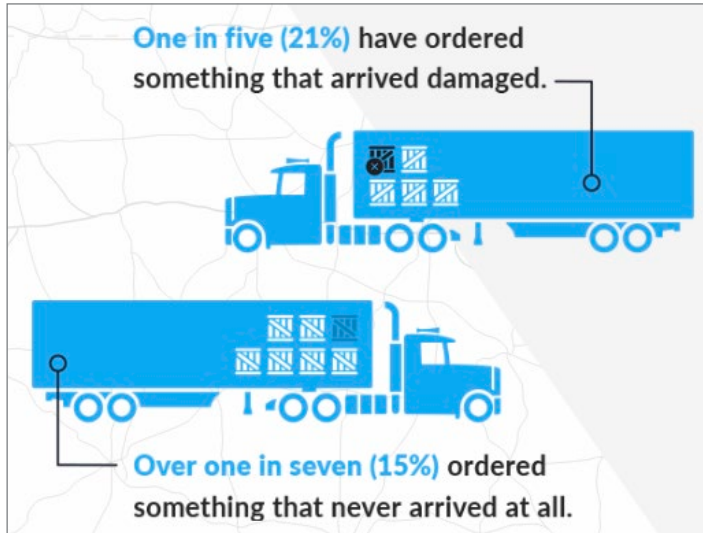 One in five (21%) have ordered
something that arrived damaged.
Over one in seven (15%) ordered
something that never arrived at all.